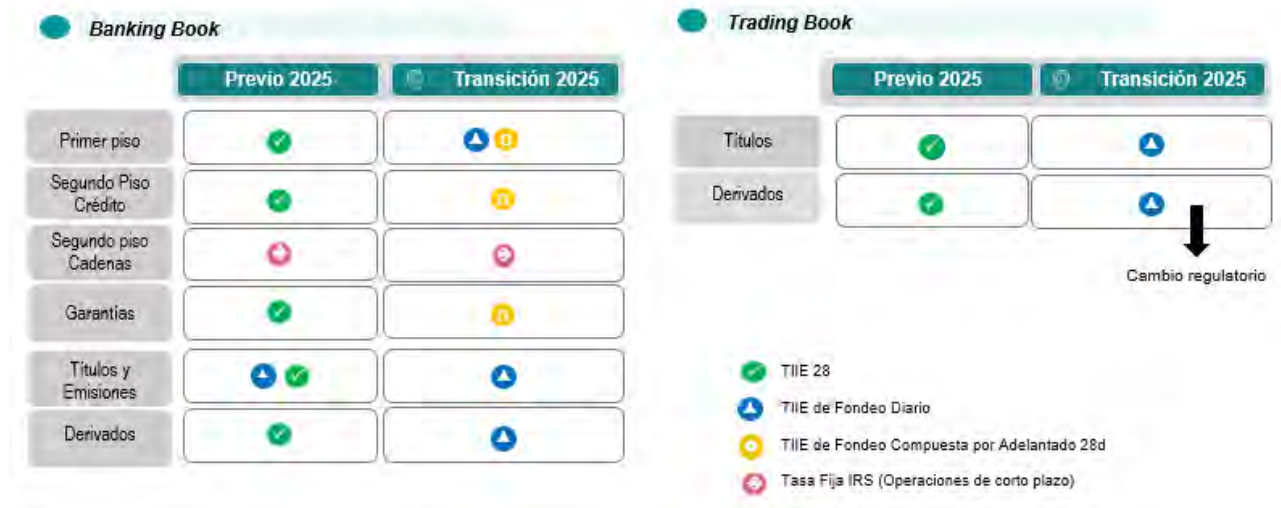 Banking Book
Previo 2025
Transición 2025
Primer piso
Segundo Piso
Crédito
Segundo piso
Cadenas
Garantías
Títulos y
Emisiones
Derivados
Trading Book
Previo 2025
Transición 2025
Títulos
Derivados
Cambio regulatorio
TIIE 28
TIIE de Fondeo Diario
TIIE de Fondeo Compuesta por Adelantado 28d
Tasa Fija IRS (Operaciones de corto plazo)